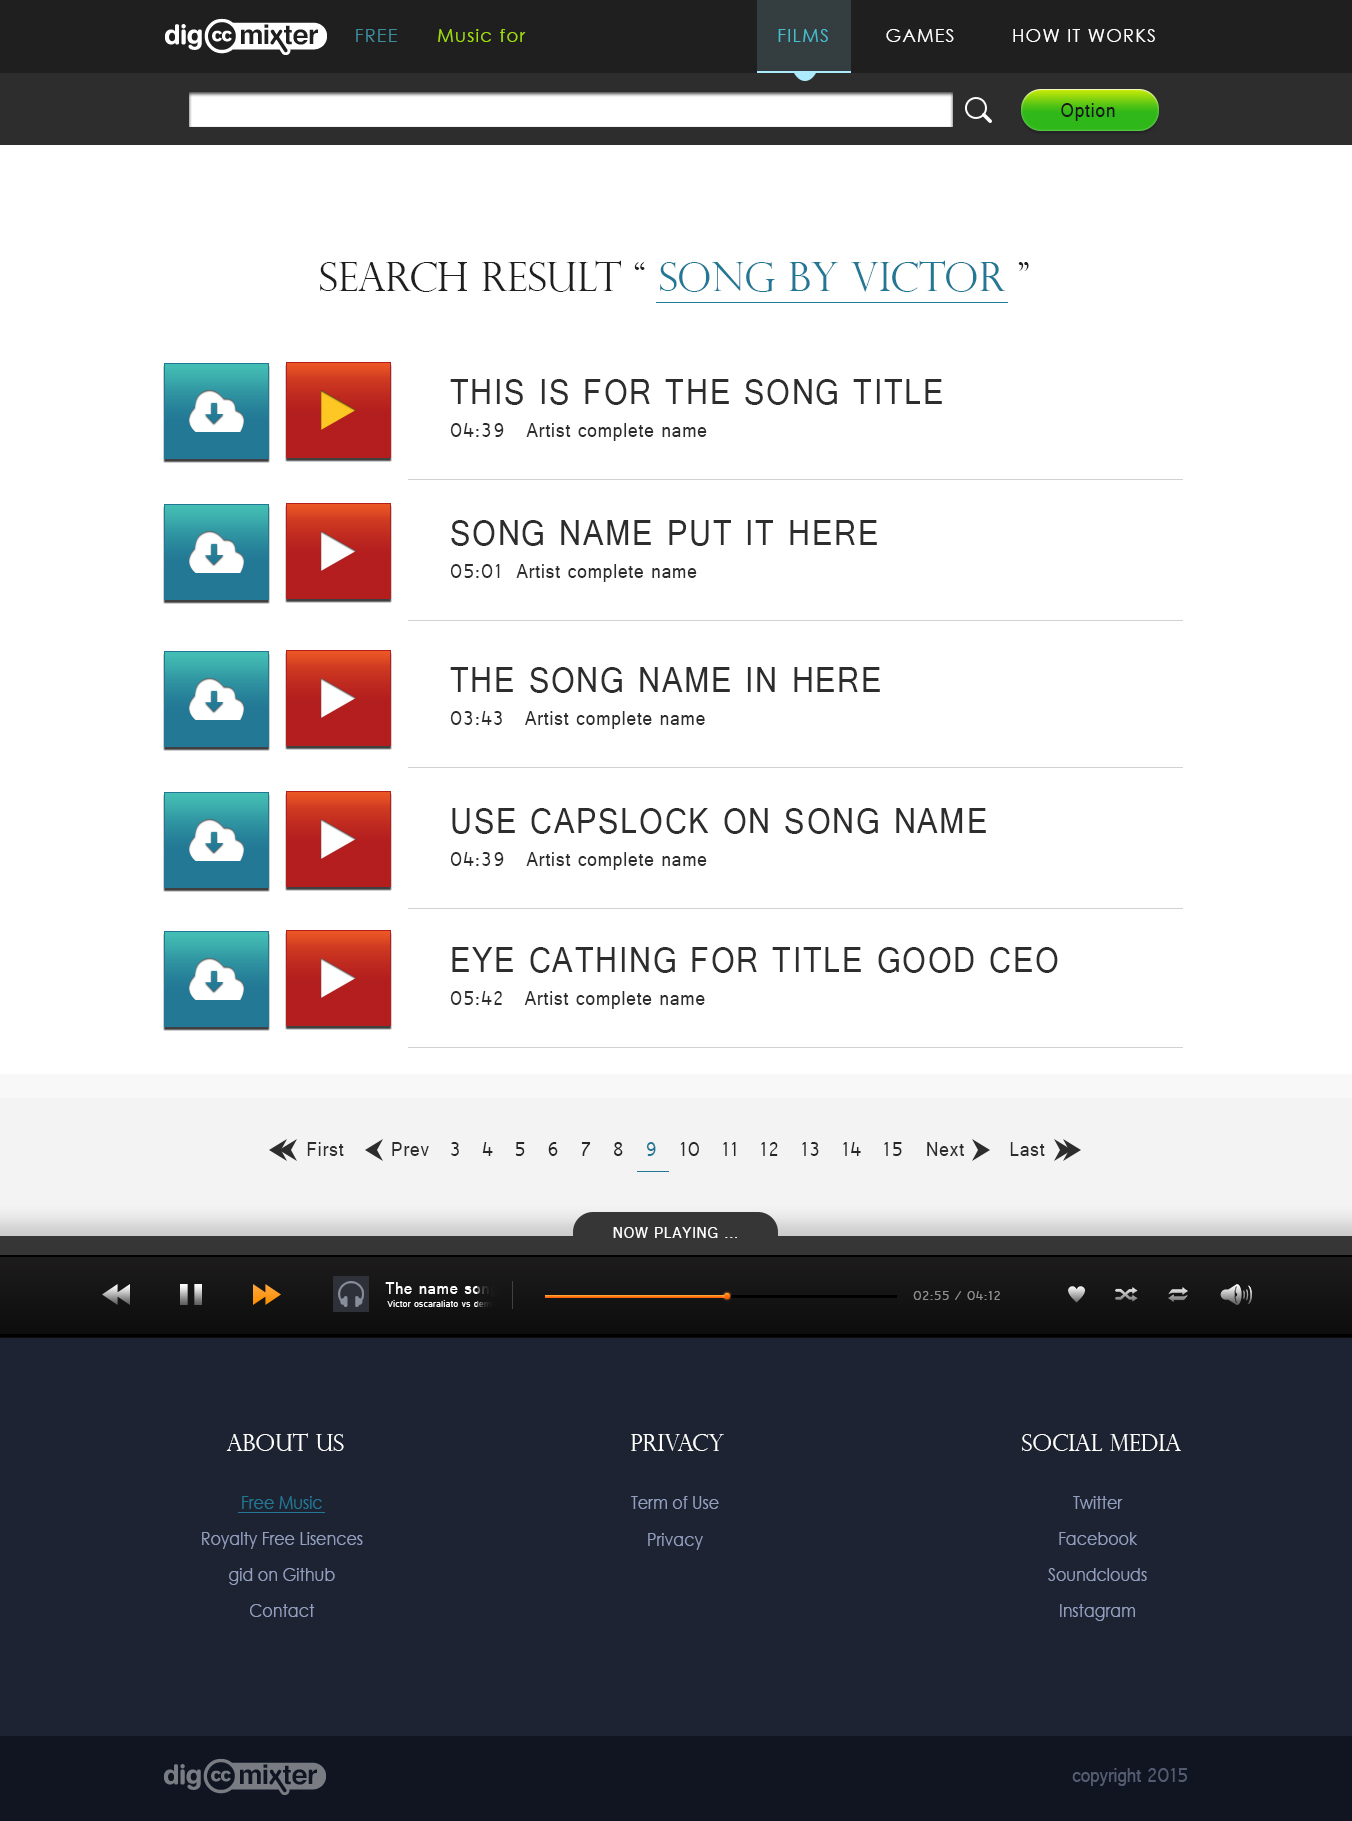 dig cc mixter FREE Music for FILMS GAMES HOW IT WORKS
Option
SEARCH RESULT “ SONG BY VICTOR ”
THIS IS FOR THE SONG TITLE
04:39 Artist complete name
SONG NAME PUT IT HERE
05:01 Artist complete name
THE SONG NAME IN HERE
03:43 Artist complete name
USE CAPSLOCK ON SONG NAME
04:39 Artist complete name
EYE CATHING FOR TITLE GOOD CEO
05:42 Artist complete name
First Prev 3 4 5 6 7 8 9 10 11 12 13 14 15 Next Last
NOW PLAYING ...
The name son
Victor oscaraliato vs de
02:55 / 04:12
ABOUT US
Free Music
Royalty Free Lisences
gid on Github
Contact
PRIVACY
Term of Use
Privacy
SOCIAL MEDIA
Twitter
Facebook
Soundclouds
Instagram
dig cc mixter
copyright 2015